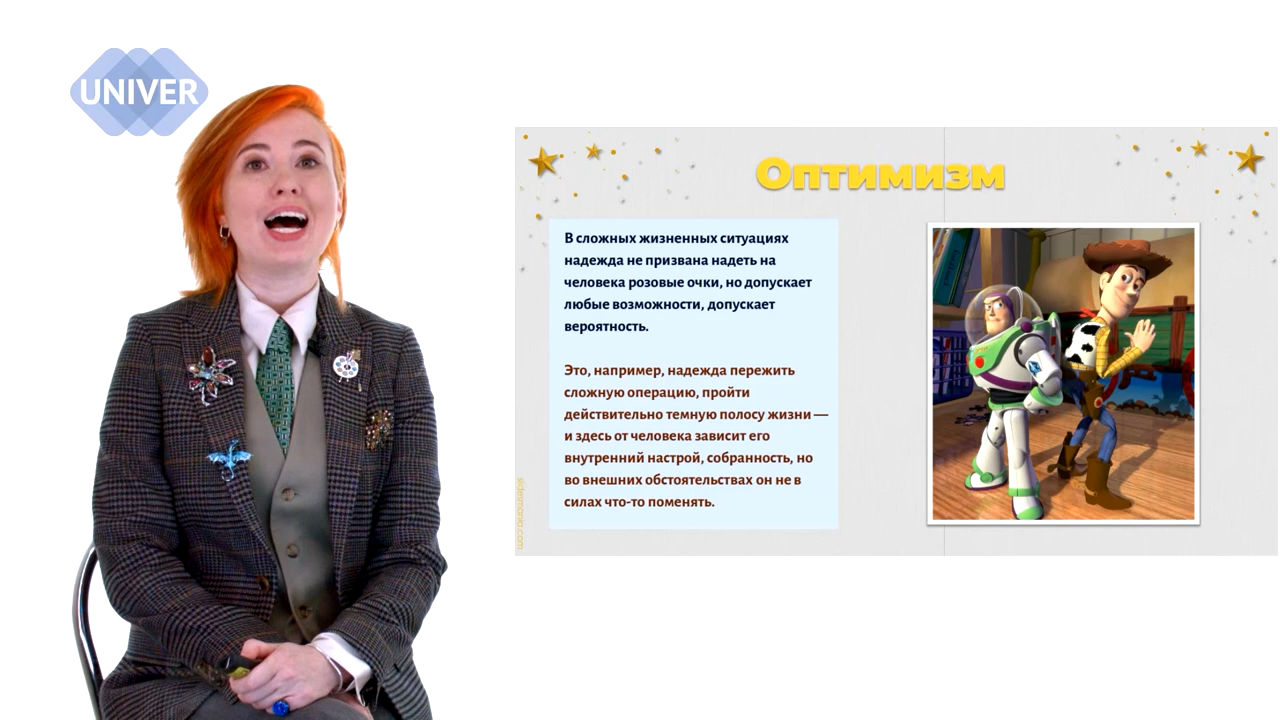 UNIVER
Оптимизм
В сложных жизненных ситуациях
надежда не призвана надеть на
человека розовые очки, но допускает
любые возможности, допускает
вероятность.
Это, например, надежда пережить
сложную операцию, пройти
действительно темную полосу жизни —
и здесь от человека зависит его
внутренний настрой, собранность, но
во внешних обстоятельствах он не в
силах что-то поменять.